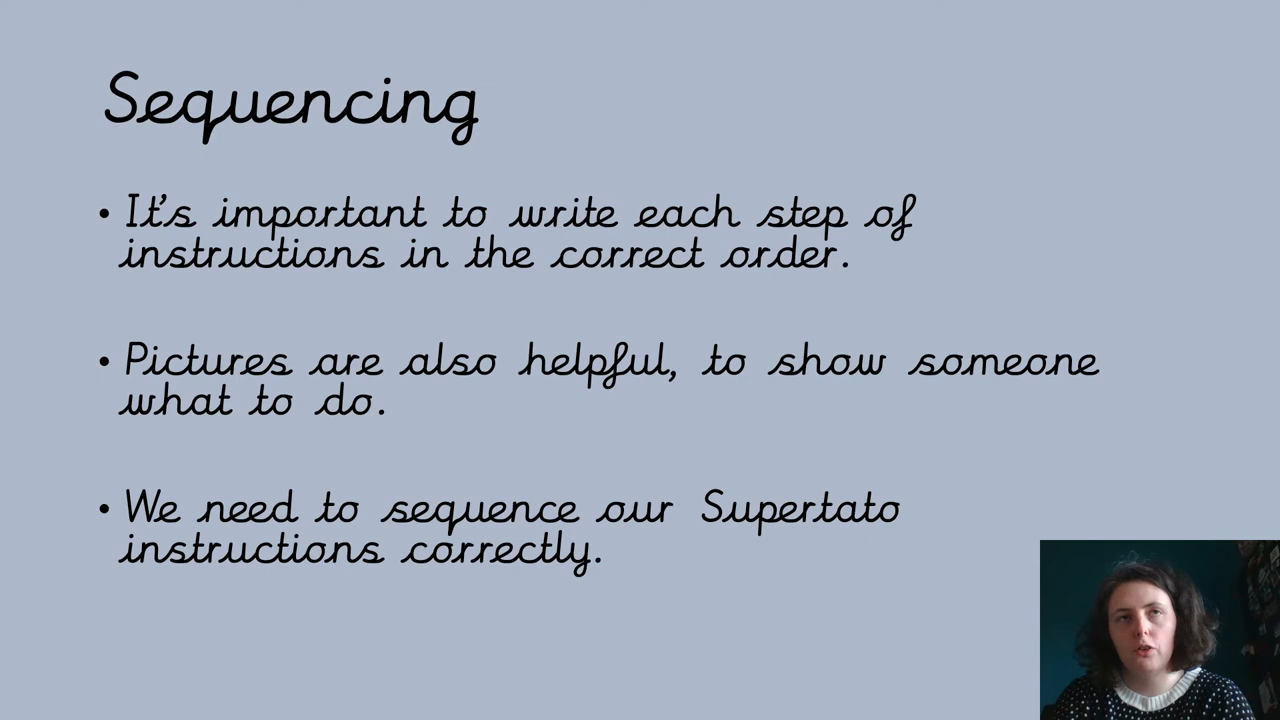 Sequencing
• It's important to write each step of
instructions in the correct order.
• Pictures are also helpful, to show someone
what to do.
• We need to sequence our Supertato
instructions correctly.